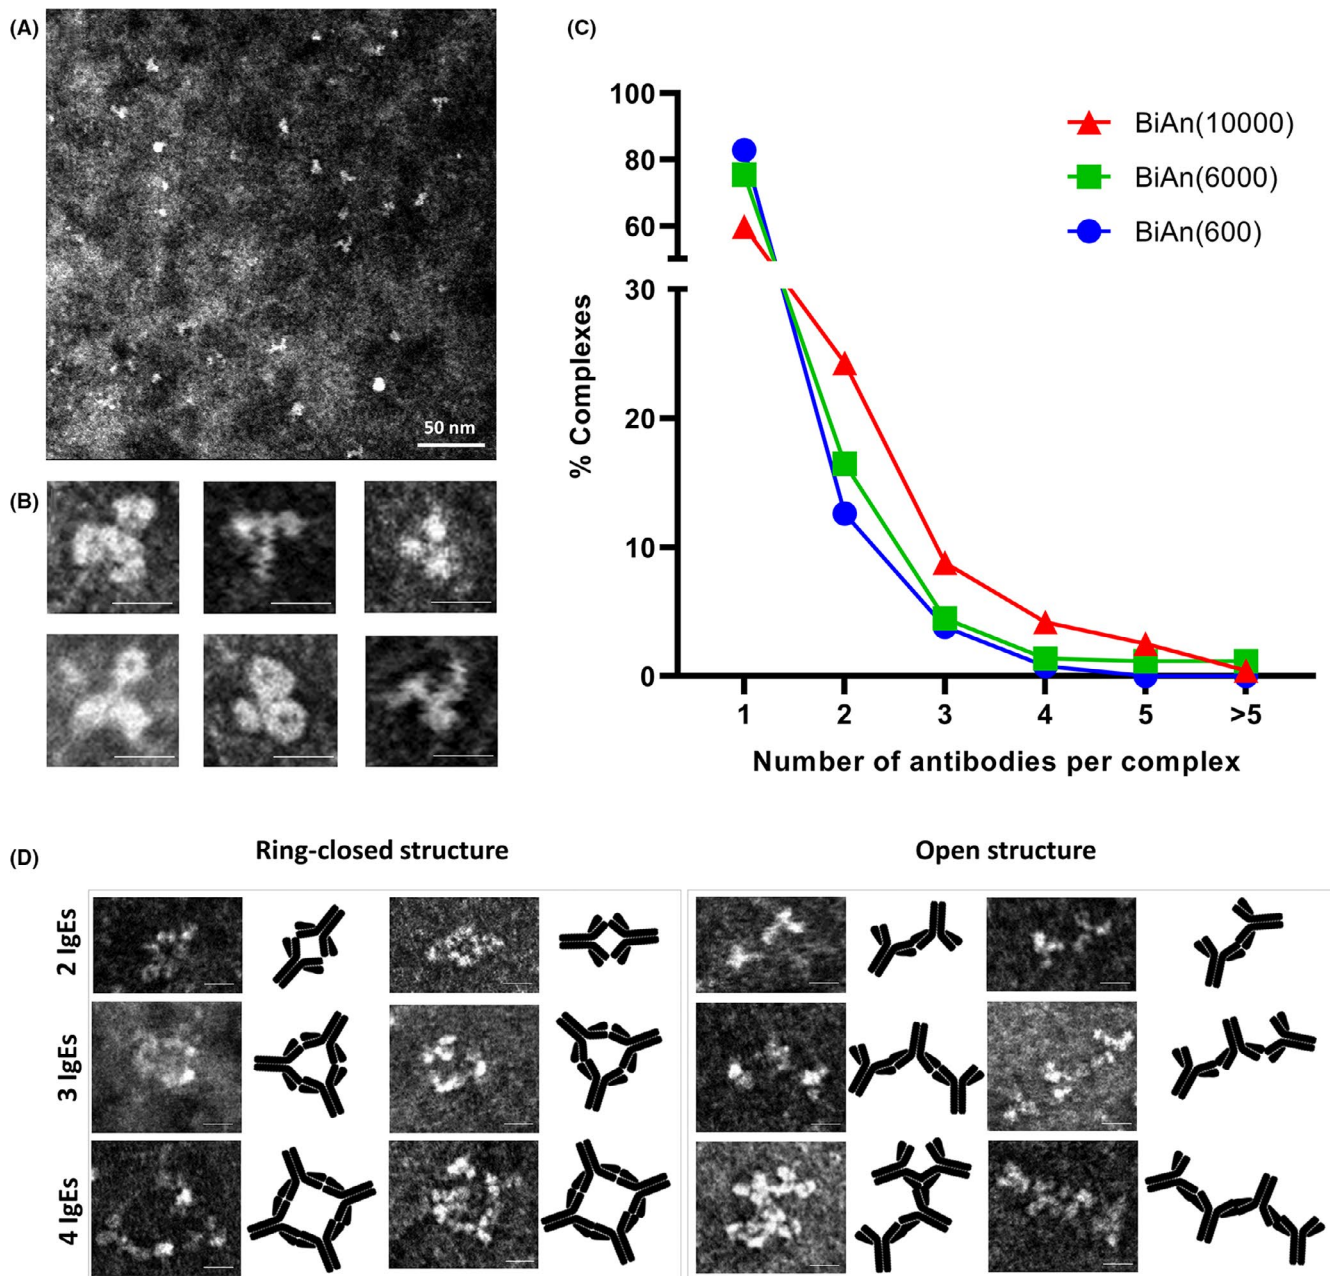 (A)
50 nm
(B)
(C)
100
80
60
30
20
10
0
% Complexes
1 2 3 4 5 >5
Number of antibodies per complex
BiAn(10000)
BiAn(6000)
BiAn(600)
(D)
Ring-closed structure
Open structure
2 IgEs
3 IgEs
4 IgEs